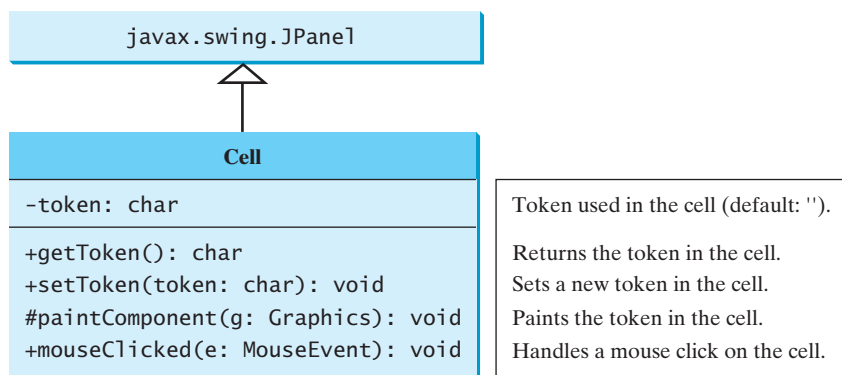 javax.swing.JPanel
Cell
-token: char
Token used in the cell (default: '').
+getToken(): char
Returns the token in the cell.
+setToken(token: char): void
Sets a new token in the cell.
#paintComponent(g: Graphics): void
Paints the token in the cell.
+mouseClicked(e: MouseEvent): void
Handles a mouse click on the cell.